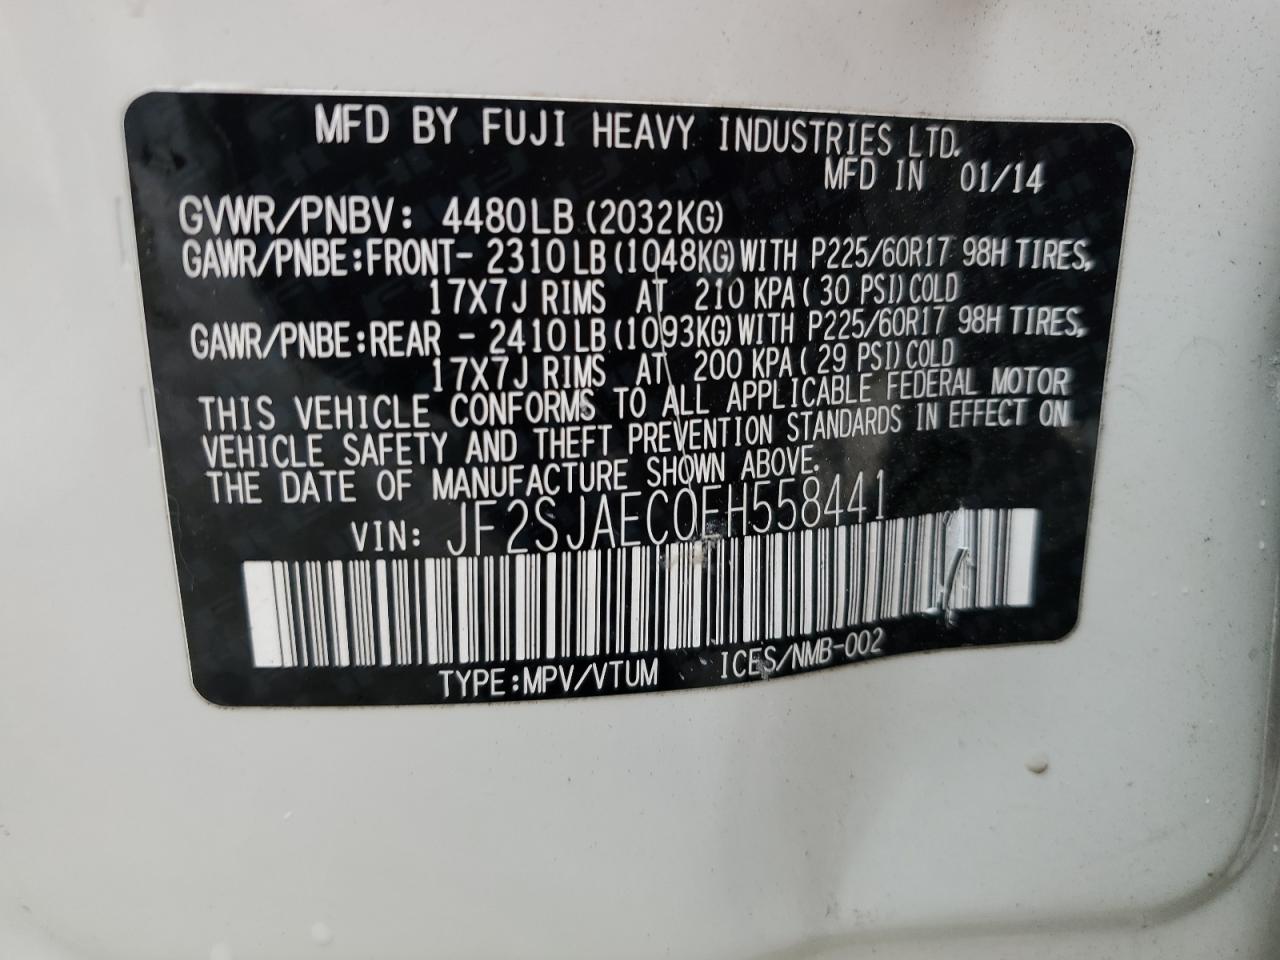 MFD BY FUJI HEAVY INDUSTRIES LTD.
MFD IN 01/14
GVWR/PNBV: 4480LB (2032KG)
GAWR/PNBE:FRONT- 2310 LB (1048KG) WITH P225/60R17 98H TIRES,
17X7J RIMS AT 210 KPA ( 30 PSI) COLD
GAWR/PNBE:REAR - 2410LB (1093KG) WITH P225/60R17 98H TIRES,
17X7J RIMS AT 200 KPA ( 29 PSI) COLD
THIS VEHICLE CONFORMS TO ALL APPLICABLE FEDERAL MOTOR
VEHICLE SAFETY AND THEFT PREVENTION STANDARDS IN EFFECT ON
THE DATE OF MANUFACTURE SHOWN ABOVE.
VIN: JF2SJAEC0EH558441
TYPE:MPV/VTUM ICES/NMB-002